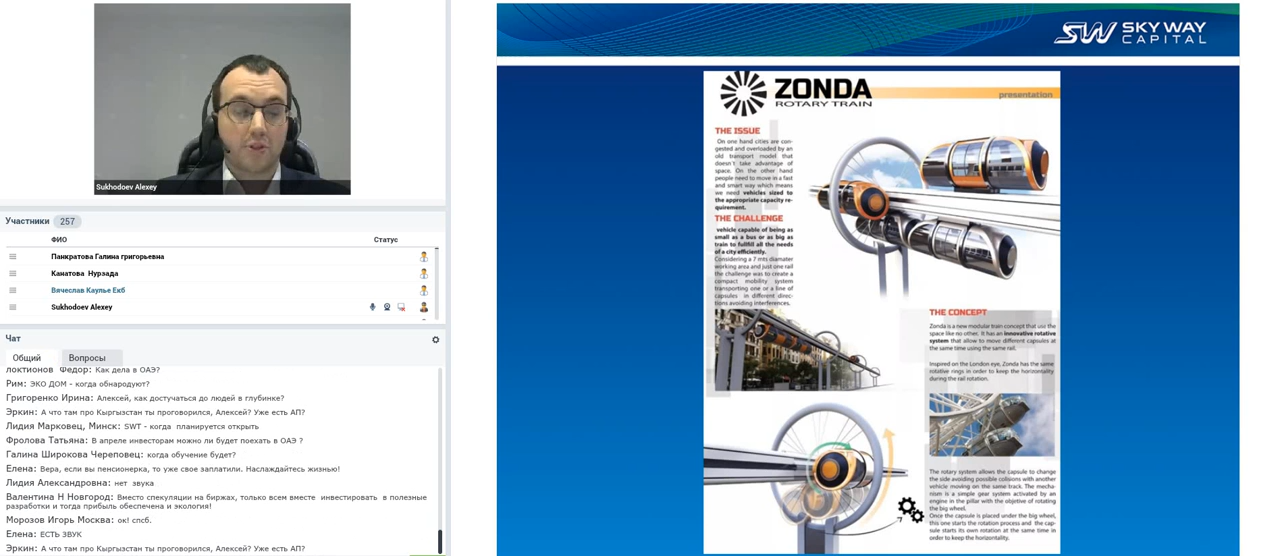 Sukhodoev Alexey
Участники 257
ФИО Статус
Панкратова Галина григорьевна
Канатова Нурзада
Вячеслав Каулье Екб
Sukhodoev Alexey
Чат
Общий Вопросы
локтионов Федор: Как дела в ОАЭ?
Рим: ЭКО ДОМ - когда обнародуют?
Григоренко Ирина: Алексей, как достучаться до людей в глубинке?
Эркин: А что там про Кыргызстан ты проговорился, Алексей? Уже есть АП?
Лидия Марковец, Минск: SWT - когда планируется открыть
Фролова Татьяна: В апреле инвесторам можно ли будет поехать в ОАЭ ?
Галина Широкова Череповец: когда обучение будет?
Елена: Вера, если вы пенсионерка, то уже свое заплатили. Наслаждайтесь жизнью!
Лидия Александровна: нет звука
Валентина Н Новгород: Вместо спекуляции на биржах, только всем вместе инвестировать в полезные
разработки и тогда прибыль обеспечена и экология!
Морозов Игорь Москва: ок! спсб.
Елена: ЕСТЬ ЗВУК
Эркин: А что там про Кыргызстан ты проговорился, Алексей? Уже есть АП?
SW SKY WAY
CAPITAL
ZONDA
ROTARY TRAIN
presentation
THE ISSUE
On one hand cities are con-
gested and overloaded by an
old transport model that
doesn't take advantage of
space. On the other hand
people need to move in a fast
and smart way which means
we need vehicles sized to
the appropriate capacity re-
quirement.
THE CHALLENGE
vehicle capable of being as
small as a bus or as big as
train to fullfill all the needs
of a city efficiently.
Considering a 7 mts diamater
working area and just one rail
the challenge was to create a
compact mobility system
transporting one or a line of
capsules in different direc-
tions avoiding interferences.
THE CONCEPT
Zonda is a new modular train concept that use the
space like no other. It has an innovative rotative
system that allow to move different capsules at
the same time using the same rail.
Inspired on the London eye, Zonda has the same
rotative rings in order to keep the horizontality
during the rail rotation.
The rotary system allows the capsule to change
the side avoiding possible colisions with another
vehicle moving on the same track. The mecha-
nism is a simple gear system activated by an
engine in the pillar with the objetive of rotating
the big wheel.
Once the capsule is placed under the big wheel,
this one starts the rotation process and the cap-
sule starts its own rotation at the same time in
order to keep the horizontality.